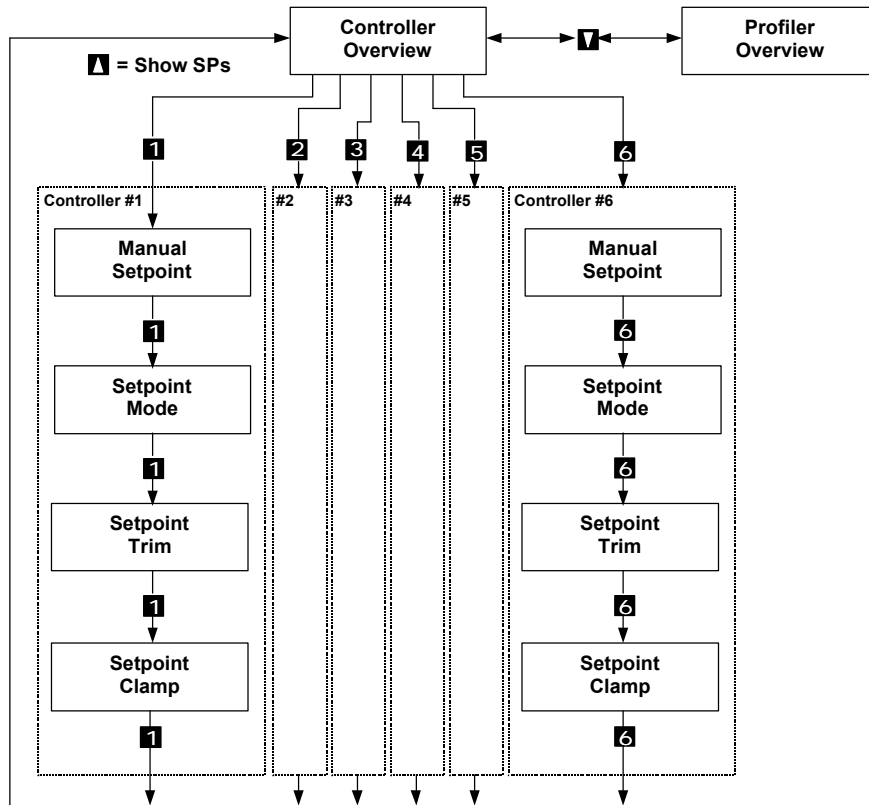 Controller
Overview
Profiler
Overview
= Show SPs
1
2
3
4
5
6
Controller #1
#2
#3
#4
#5
Controller #6
Manual
Setpoint
Manual
Setpoint
1
6
Setpoint
Mode
Setpoint
Mode
1
6
Setpoint
Trim
Setpoint
Trim
1
6
Setpoint
Clamp
Setpoint
Clamp
1
6